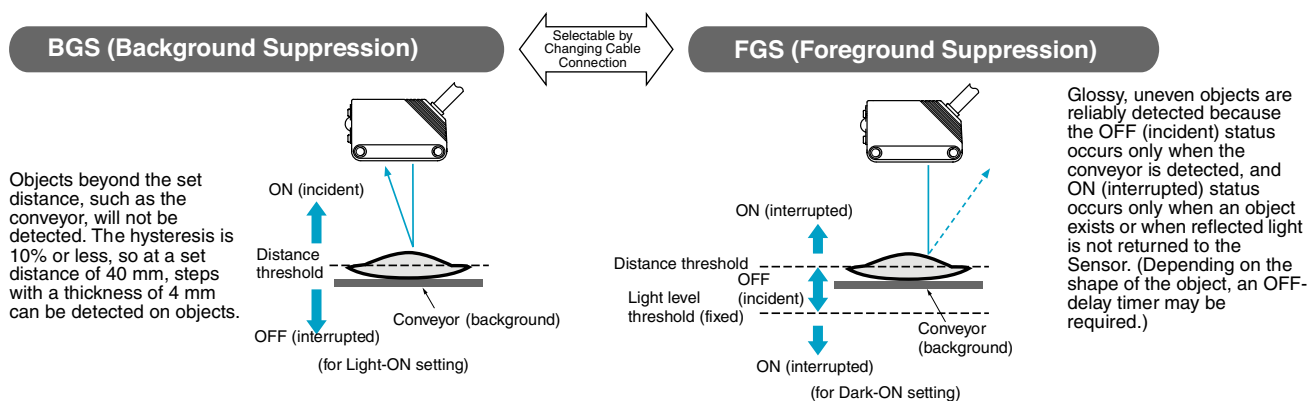 BGS (Background Suppression)
Selectable by
Changing Cable
Connection
FGS (Foreground Suppression)
Objects beyond the set
distance, such as the
conveyor, will not be
detected. The hysteresis is
10% or less, so at a set
distance of 40 mm, steps
with a thickness of 4 mm
can be detected on objects.
ON (incident)
Distance
threshold
OFF (interrupted)
Conveyor (background)
(for Light-ON setting)
ON (interrupted)
Distance threshold
OFF
(incident)
Light level
threshold (fixed)
ON (interrupted)
Conveyor
(background)
(for Dark-ON setting)
Glossy, uneven objects are
reliably detected because
the OFF (incident) status
occurs only when the
conveyor is detected, and
ON (interrupted) status
occurs only when an object
exists or when reflected light
is not returned to the
Sensor. (Depending on the
shape of the object, an OFF-
delay timer may be
required.)